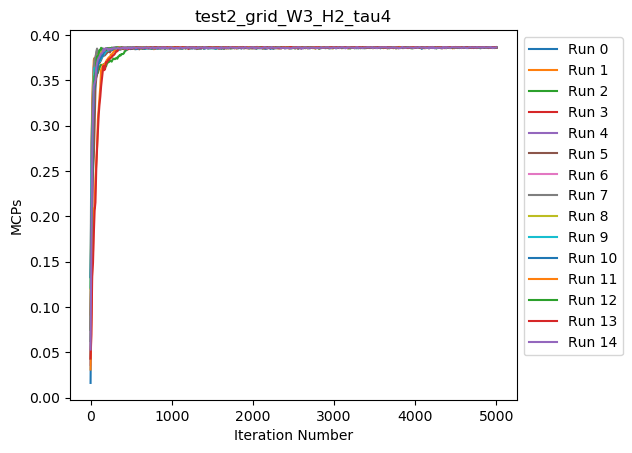 test2_grid_W3_H2_tau4
0.40
0.35
0.30
0.25
0.20
0.15
0.10
0.05
0.00
MCPs
0
1000
2000
3000
4000
5000
Iteration Number
Run 0
Run 1
Run 2
Run 3
Run 4
Run 5
Run 6
Run 7
Run 8
Run 9
Run 10
Run 11
Run 12
Run 13
Run 14